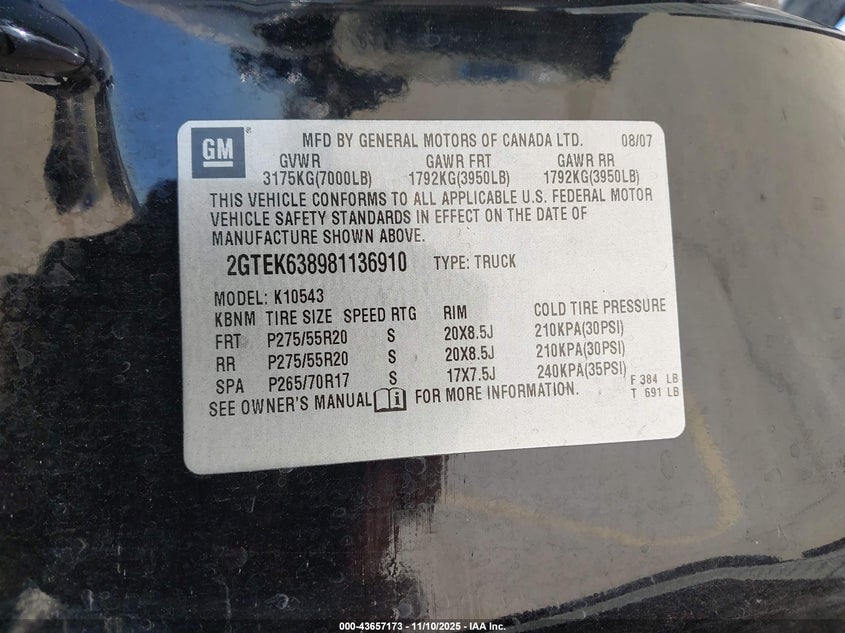 GM ®
MFD BY GENERAL MOTORS OF CANADA LTD. 08/07
GVWR GAWR FRT GAWR RR
3175KG(7000LB) 1792KG(3950LB) 1792KG(3950LB)
THIS VEHICLE CONFORMS TO ALL APPLICABLE U.S. FEDERAL MOTOR
VEHICLE SAFETY STANDARDS IN EFFECT ON THE DATE OF
MANUFACTURE SHOWN ABOVE.
2GTEK638981136910 TYPE: TRUCK
MODEL: K10543
KBNM TIRE SIZE SPEED RTG RIM COLD TIRE PRESSURE
FRT P275/55R20 S 20X8.5J 210KPA(30PSI)
RR P275/55R20 S 20X8.5J 210KPA(30PSI)
SPA P265/70R17 S 17X7.5J 240KPA(35PSI)
F 384 LB
T 691 LB
SEE OWNER'S MANUAL i FOR MORE INFORMATION.
000-43657173 - 11/10/2025 - IAA Inc.